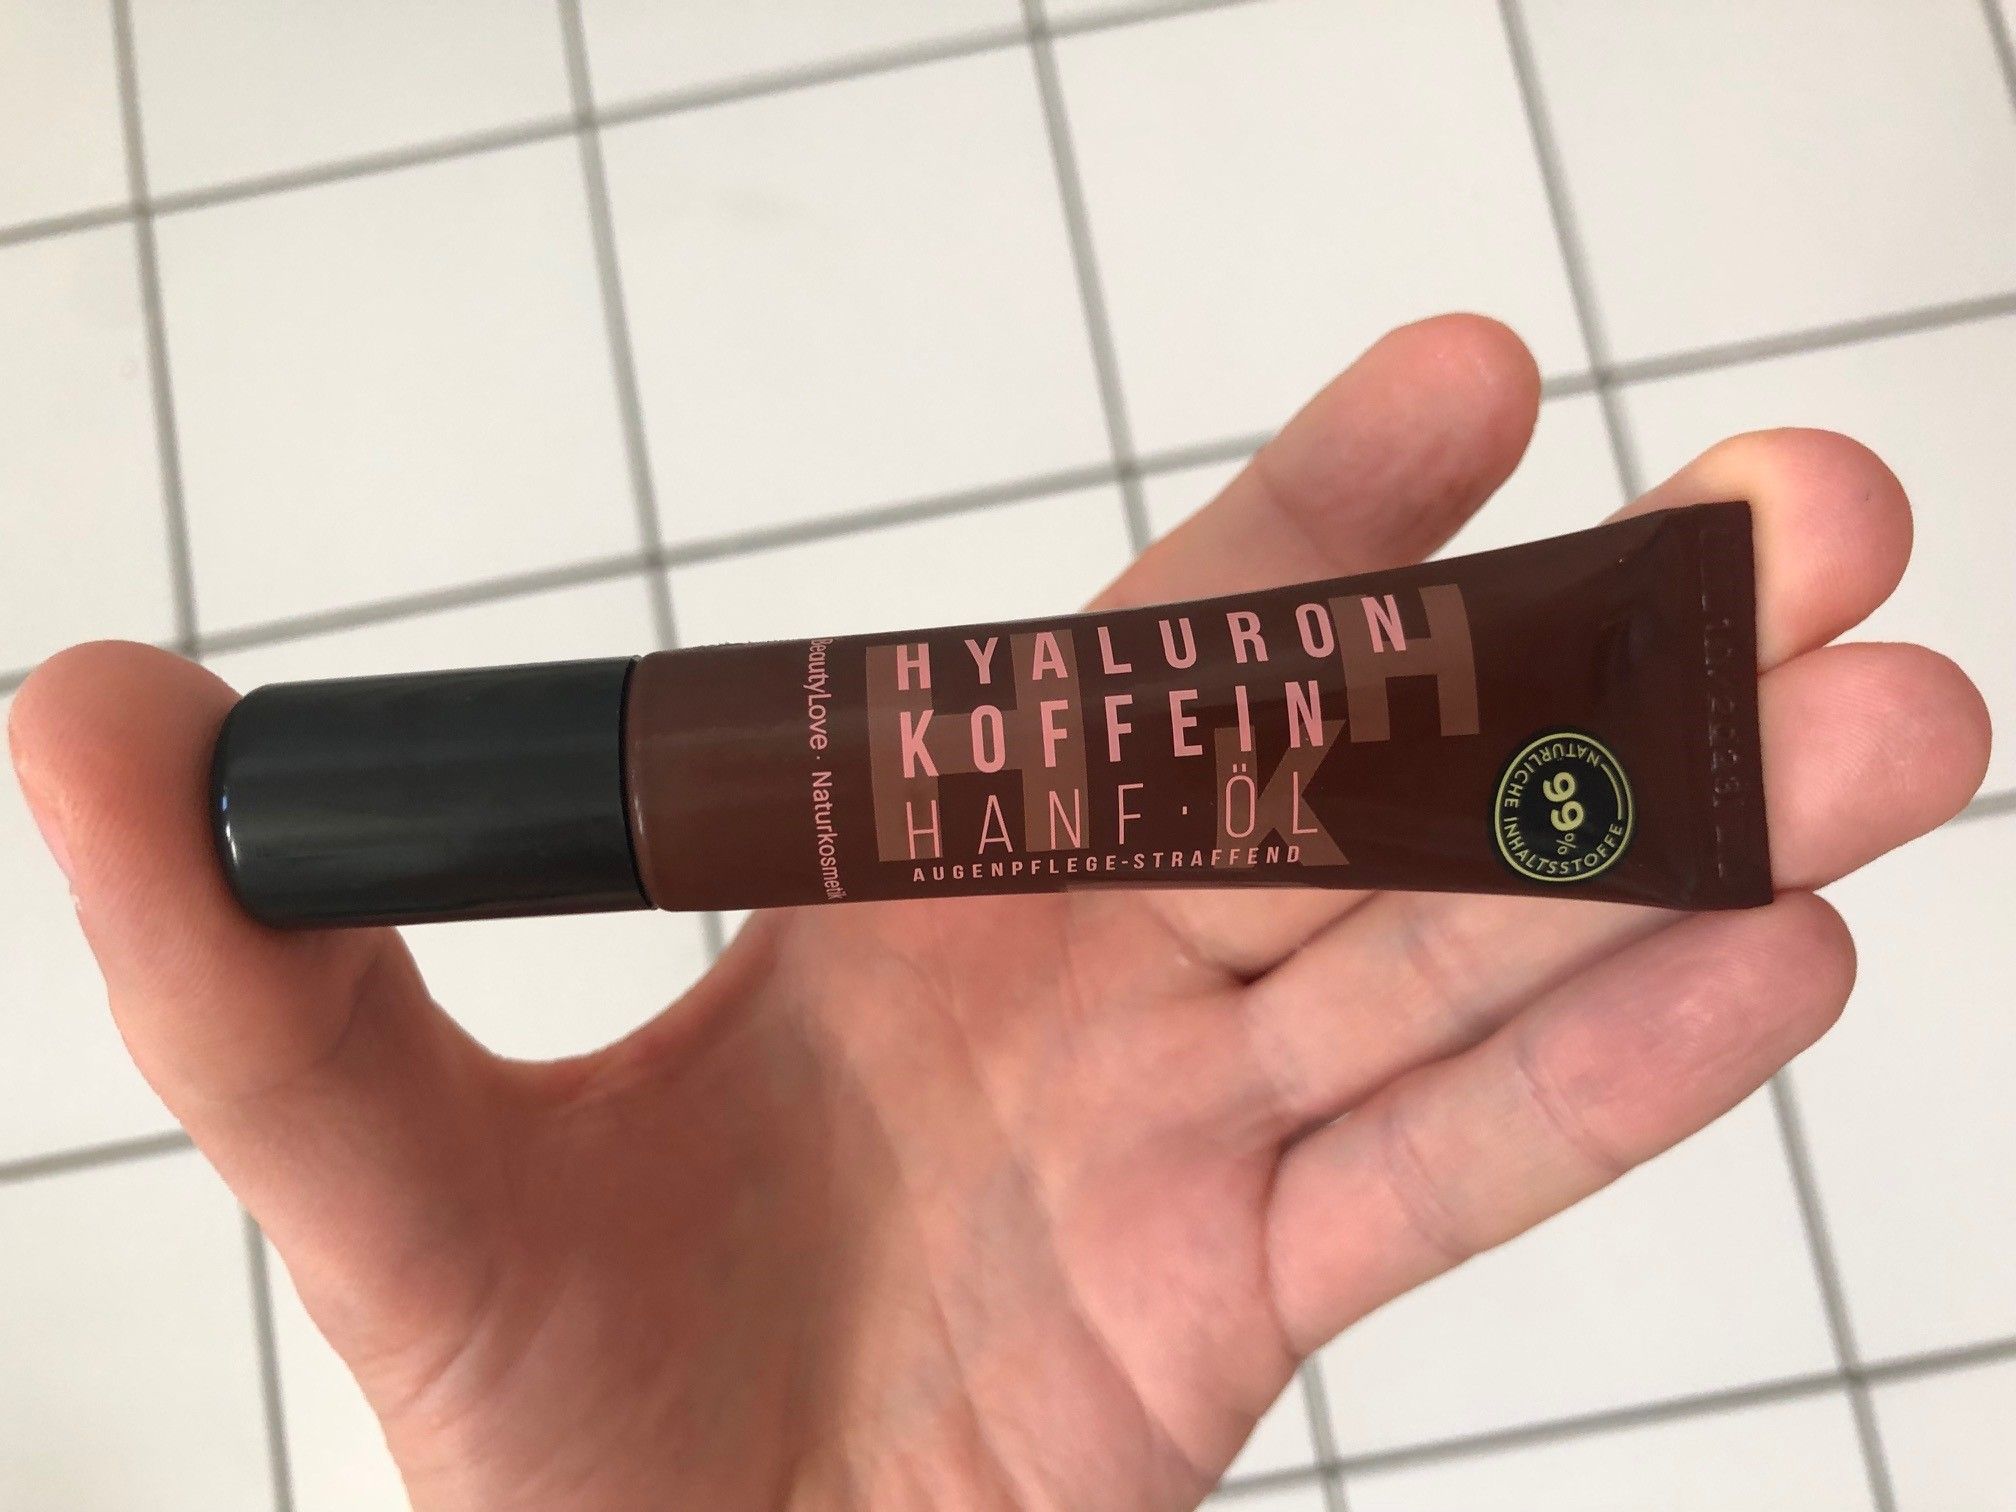 BeautyLove · Naturkosmetik
HYALURON
KOFFEIN
HANF·ÖL
AUGENPFLEGE-STRAFFEND
H H
K
99%
NATÜRLICHE INHALTSSTOFFE